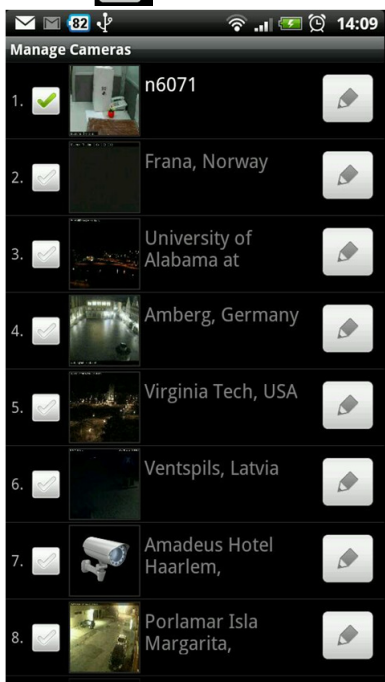 82 14:09
Manage Cameras
1. n6071
2. Frana, Norway
3. University of
Alabama at
4. Amberg, Germany
5. Virginia Tech, USA
6. Ventspils, Latvia
7. Amadeus Hotel
Haarlem,
8. Porlamar Isla
Margarita,